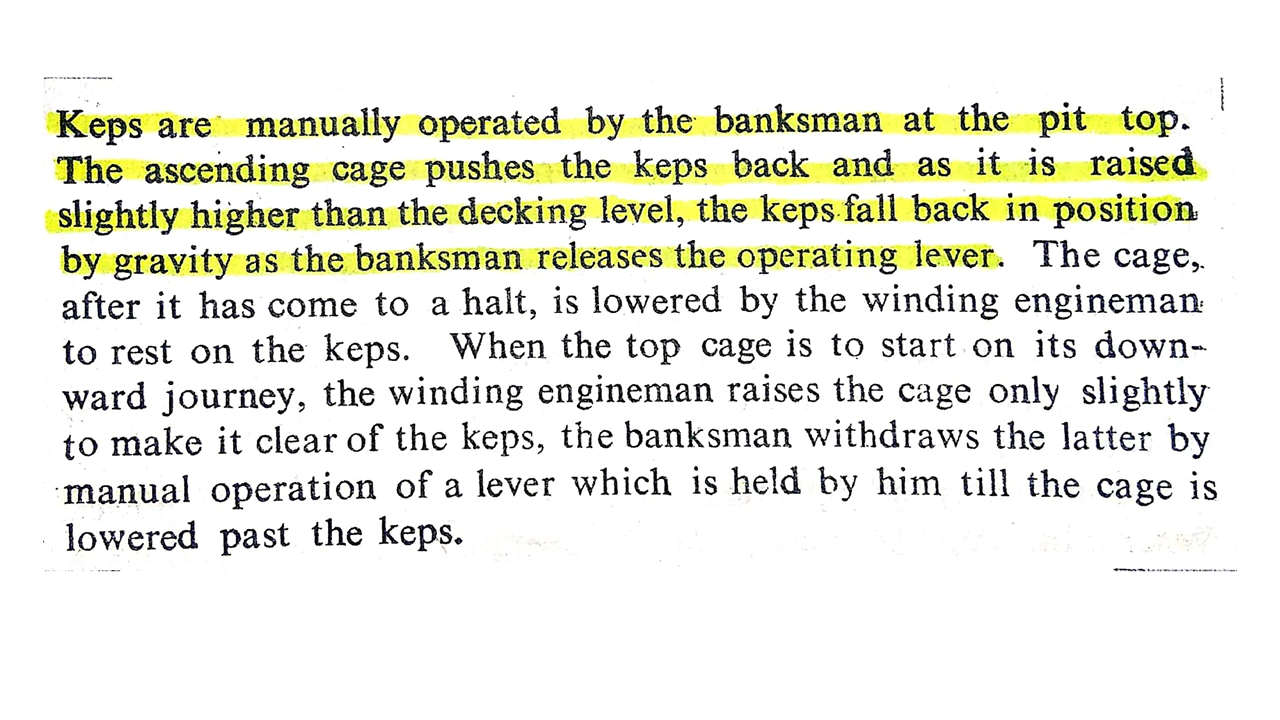 Keps are manually operated by the banksman at the pit top.
The ascending cage pushes the keps back and as it is raised
slightly higher than the decking level, the keps fall back in position
by gravity as the banksman releases the operating lever. The cage,
after it has come to a halt, is lowered by the winding engineman
to rest on the keps. When the top cage is to start on its down-
ward journey, the winding engineman raises the cage only slightly
to make it clear of the keps, the banksman withdraws the latter by
manual operation of a lever which is held by him till the cage is
lowered past the keps.